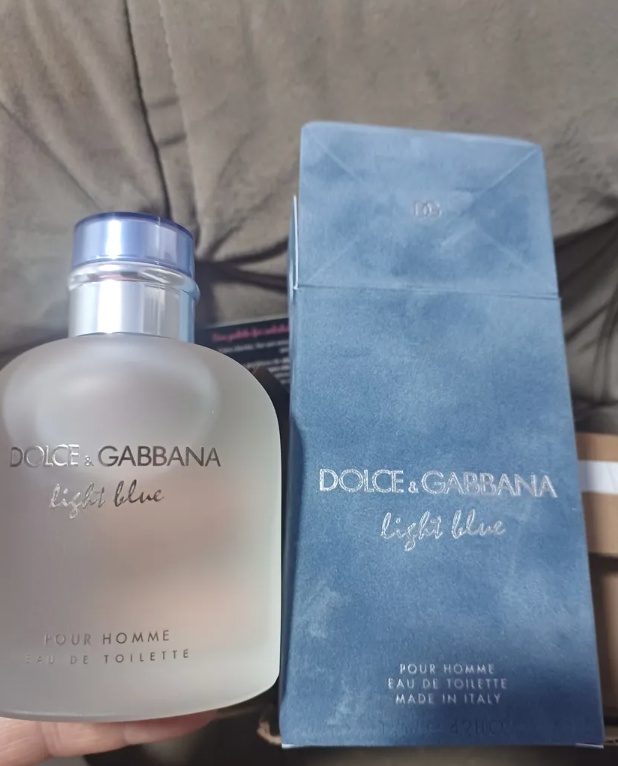 DOLCE & GABBANA
light blue
POUR HOMME
EAU DE TOILETTE
DG
DOLCE & GABBANA
light blue
POUR HOMME
EAU DE TOILETTE
MADE IN ITALY